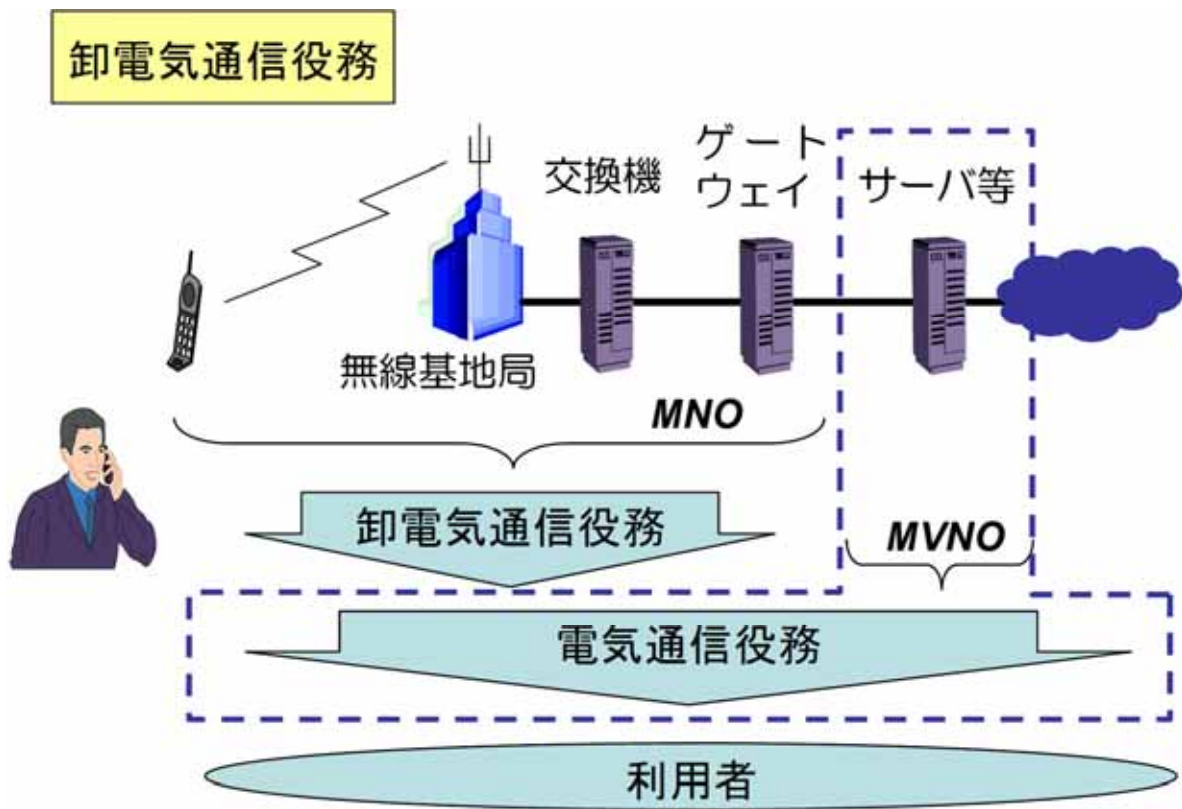 卸電気通信役務
交換機
ゲート
ウェイ
サーバ等
無線基地局
MNO
卸電気通信役務
MVNO
電気通信役務
利用者